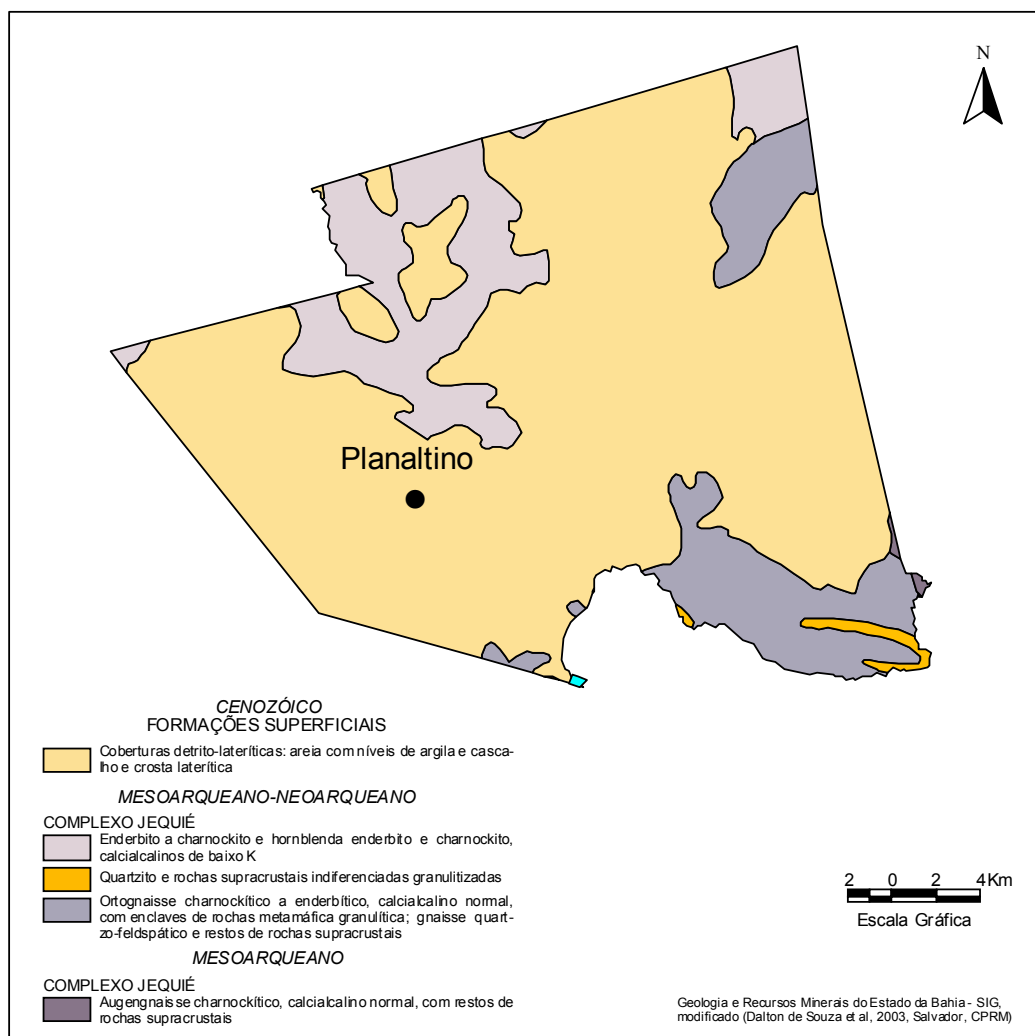 N
Planaltino
CENOZÓICO
FORMAÇÕES SUPERFICIAIS
Coberturas detrito-lateríticas: areia com níveis de argila e casca-
lho e crosta laterítica
MESOARQUEANO-NEOARQUEANO
COMPLEXO JEQUIÉ
Enderbito a charnockito e hornblenda enderbito e charnockito,
calcialcalinos de baixo K
Quartzito e rochas supracrustais indiferenciadas granulitizadas
Ortognaisse charnockítico a enderbítico, calcialcalino normal,
com enclaves de rochas metamáfica granulítica; gnaisse quart-
zo-feldspático e restos de rochas supracrustais
MESOARQUEANO
COMPLEXO JEQUIÉ
Augengnaisse charnockítico, calcialcalino normal, com restos de
rochas supracrustais
2 0 2 4Km
Escala Gráfica
Geologia e Recursos Minerais do Estado da Bahia - SIG,
modificado (Dalton de Souza et al, 2003, Salvador, CPRM)